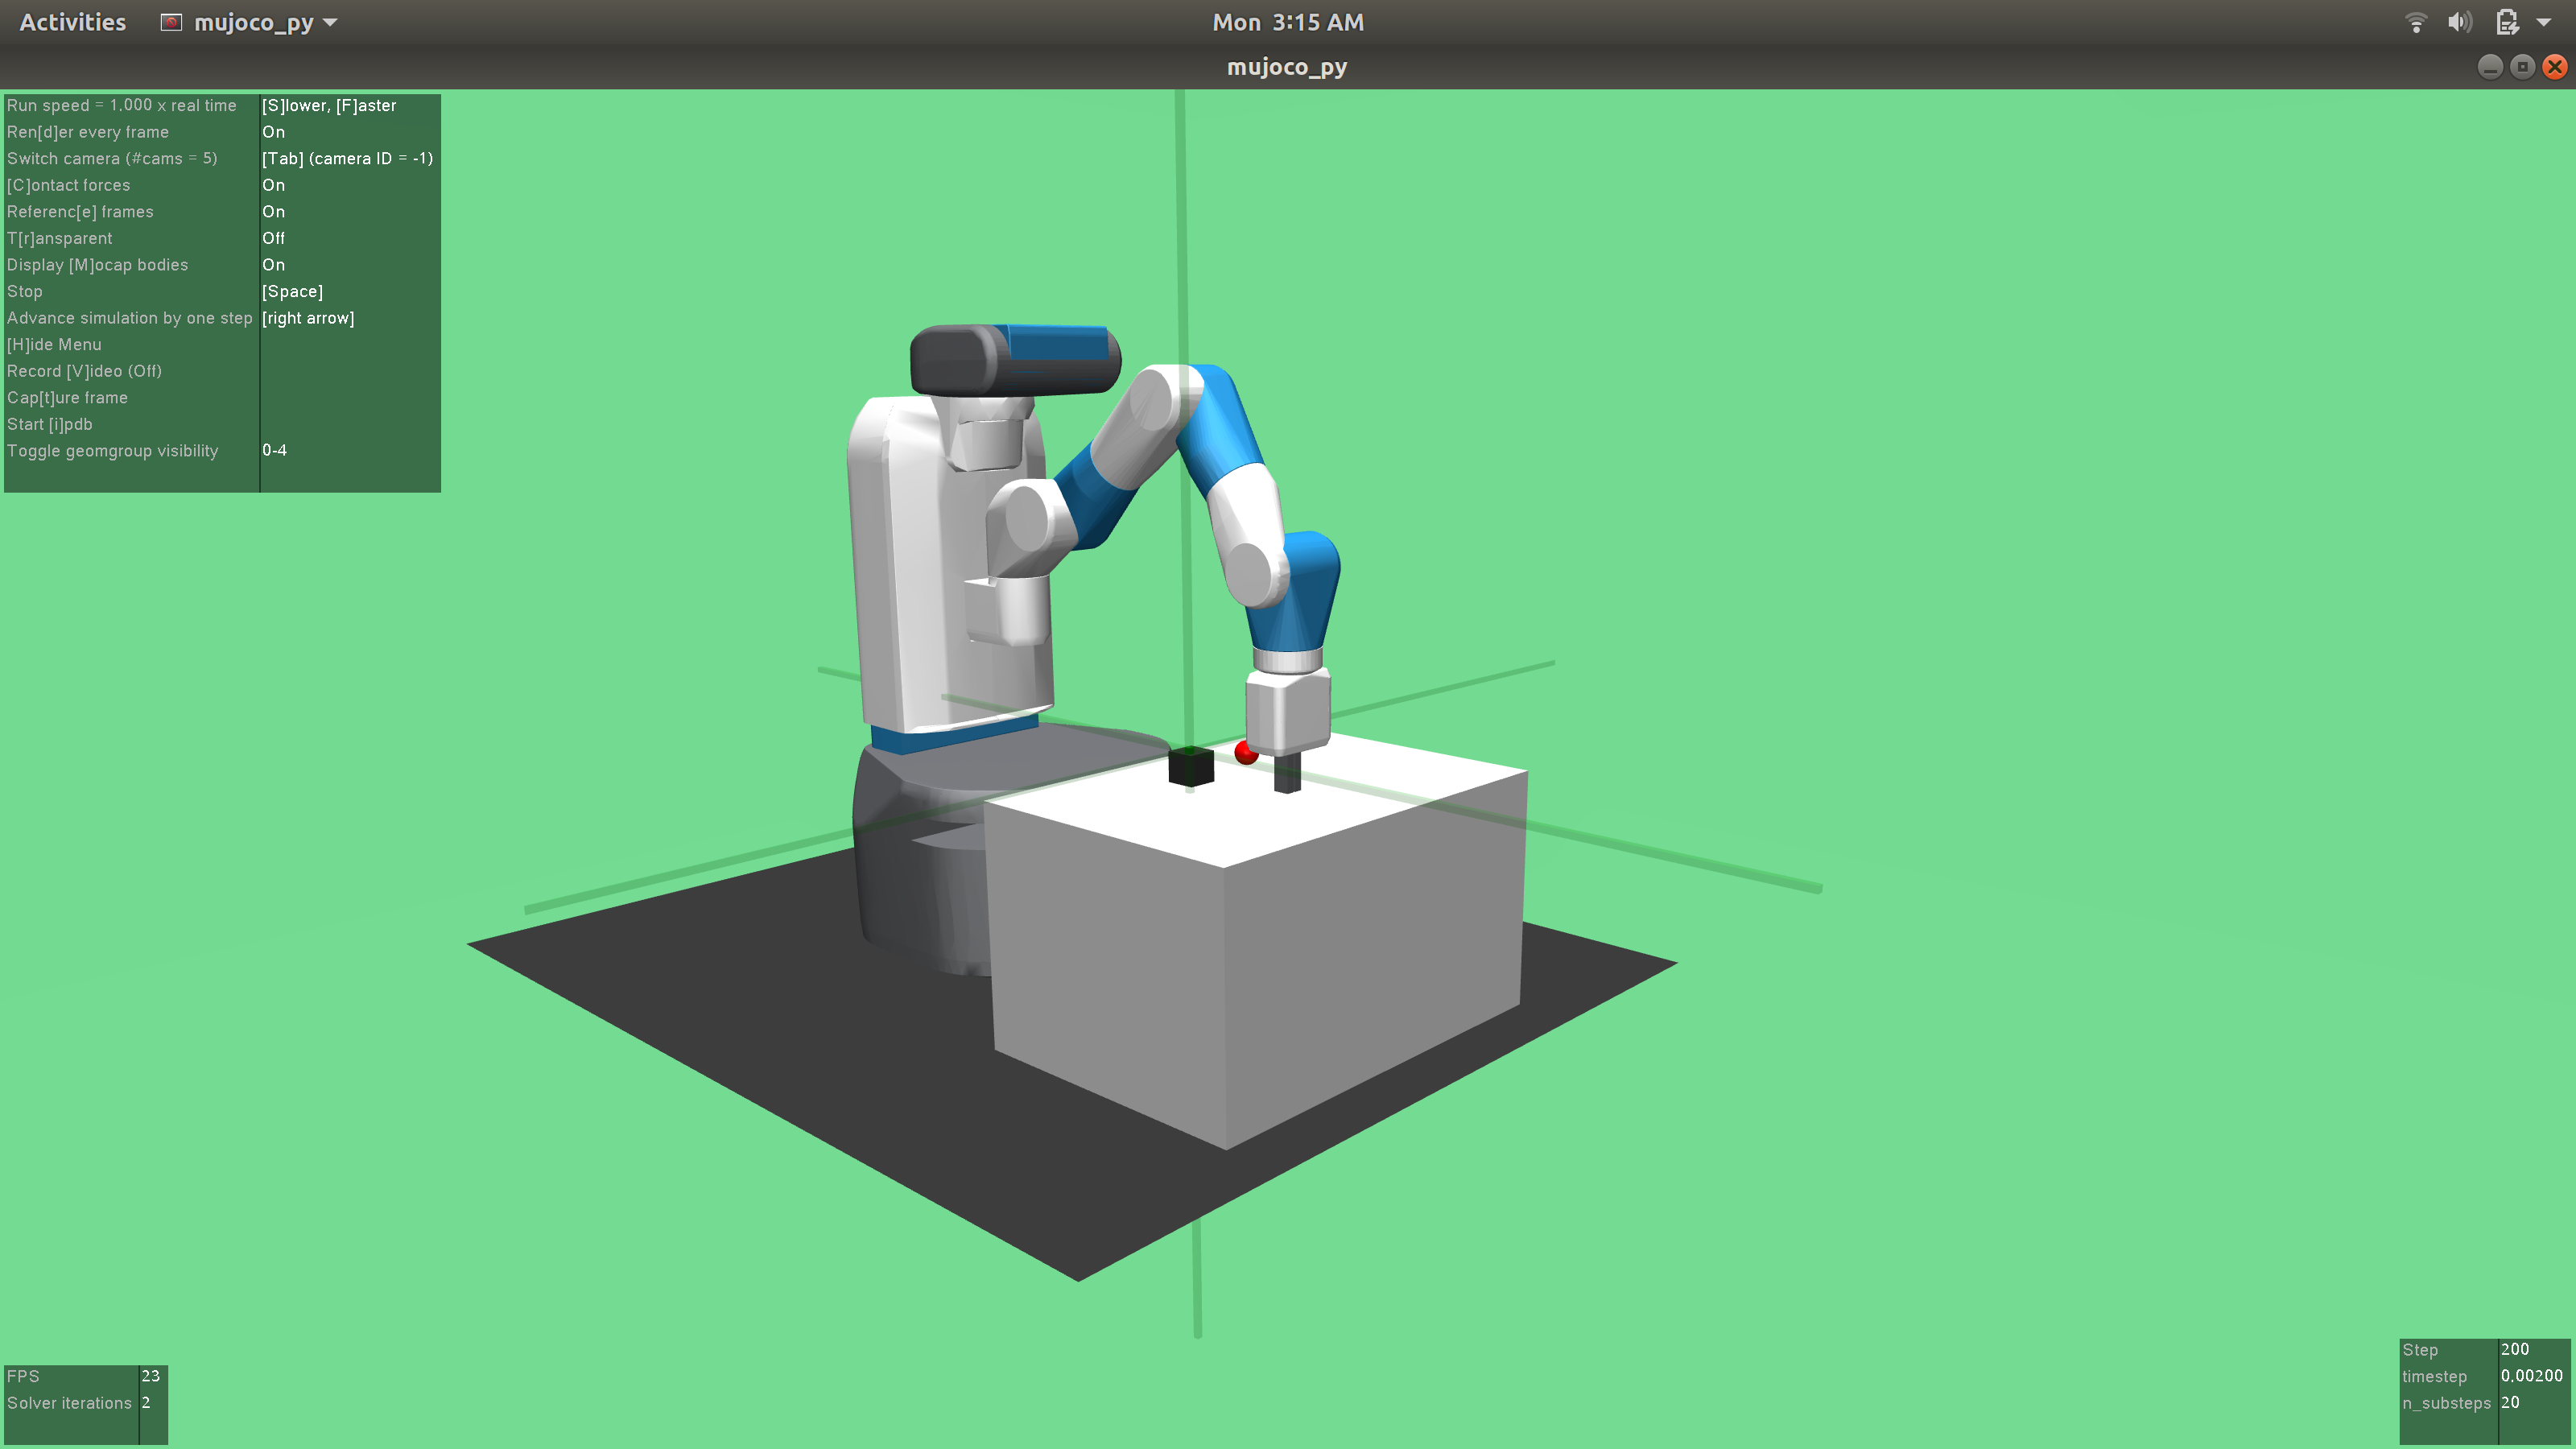 Activities mujoco_py Mon 3:15 AM
mujoco_py
Run speed = 1.000 x real time [S]lower, [F]aster
Ren[d]er every frame On
Switch camera (#cams = 5) [Tab] (camera ID = -1)
[C]ontact forces On
Referenc[e] frames On
T[r]ansparent Off
Display [M]ocap bodies On
Stop [Space]
Advance simulation by one step [right arrow]
[H]ide Menu
Record [V]ideo (Off)
Cap[t]ure frame
Start [i]pdb
Toggle geomgroup visibility 0-4
FPS 23
Solver iterations 2
Step 200
timestep 0.00200
n_substeps 20